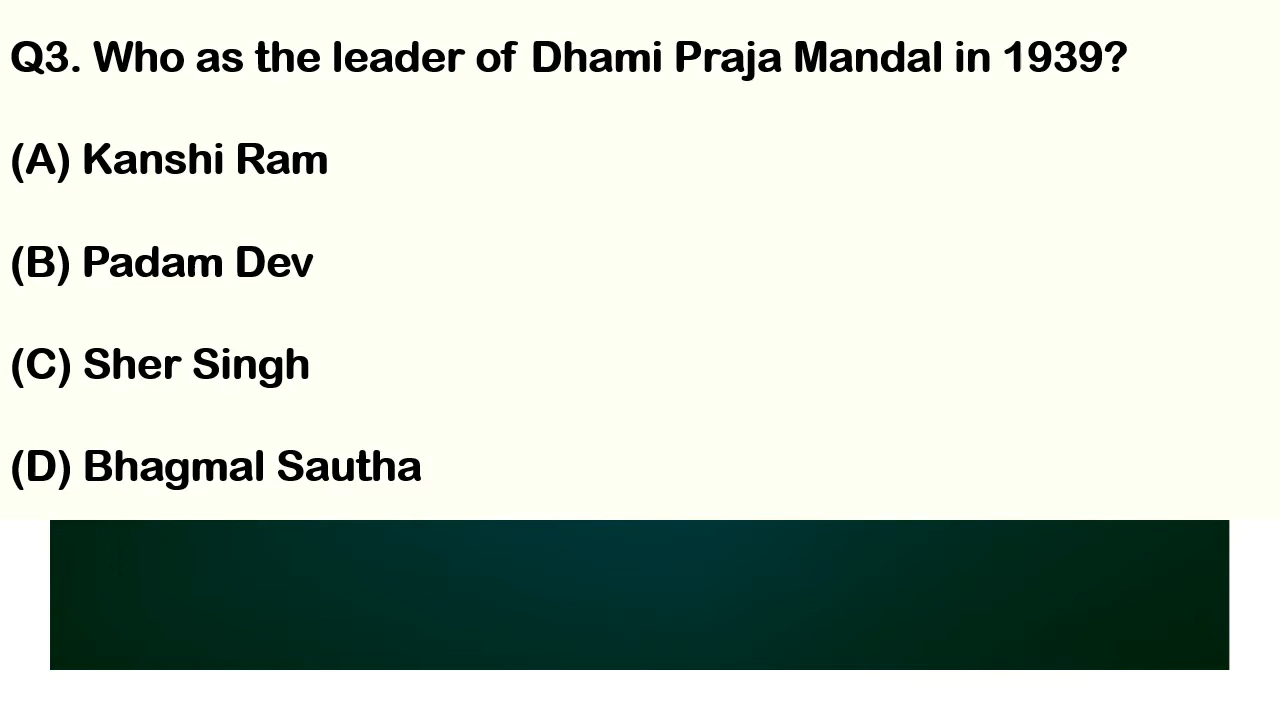 Q3. Who as the leader of Dhami Praja Mandal in 1939?
(A) Kanshi Ram
(B) Padam Dev
(C) Sher Singh
(D) Bhagmal Sautha